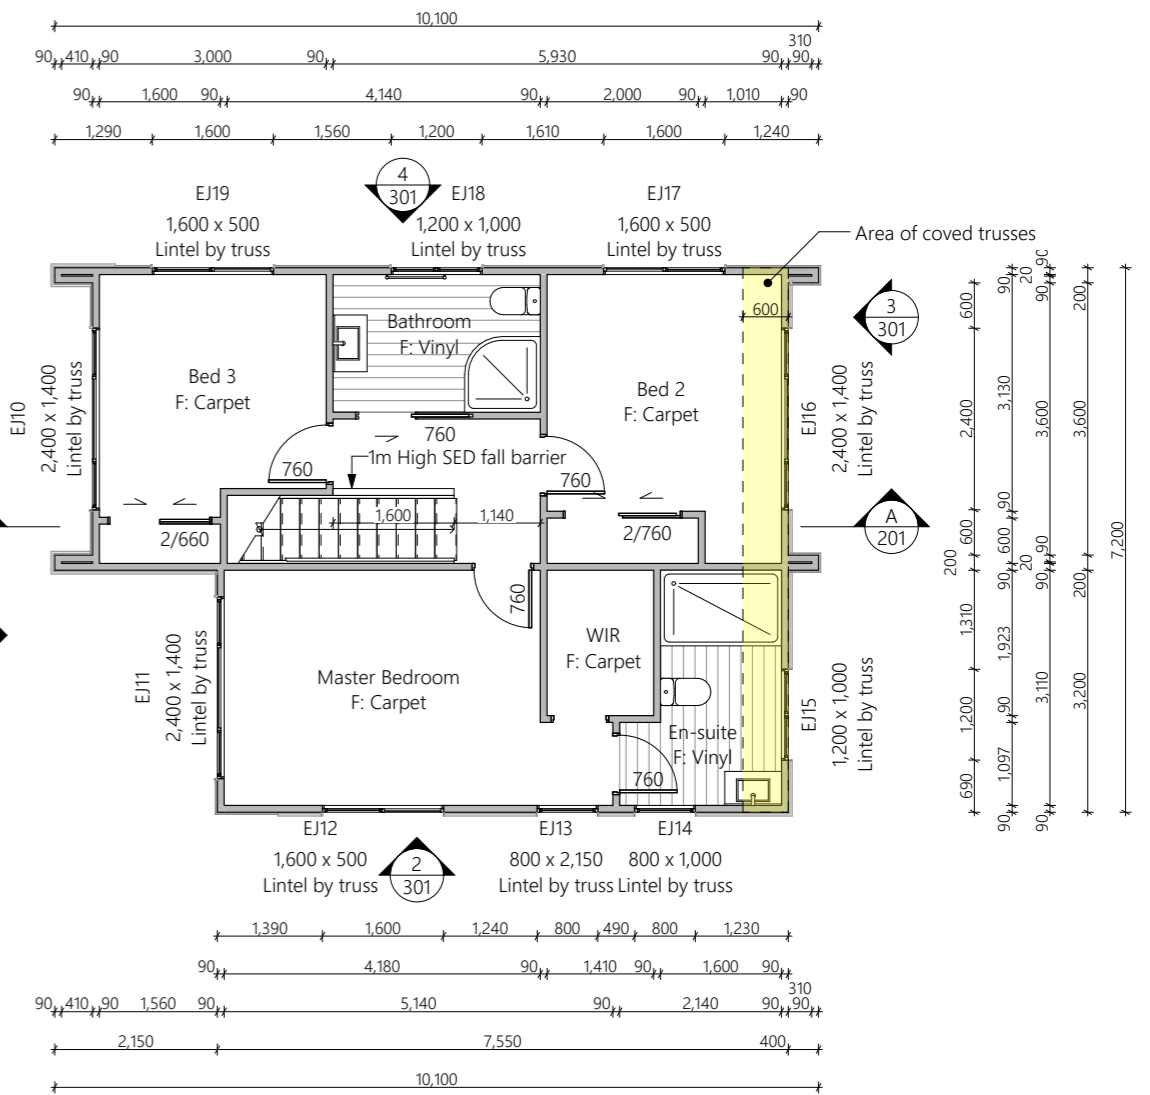 10,100
310
90 410 90 3,000 90 5,930 90 90
90 1,600 90 4,140 90 2,000 90 1,010 90
1,290 1,600 1,560 1,200 1,610 1,600 1,240
4
301
EJ19
1,600 x 500
Lintel by truss
EJ18
1,200 x 1,000
Lintel by truss
EJ17
1,600 x 500
Lintel by truss
Area of coved trusses
600
3
301
Bathroom
F: Vinyl
Bed 3
F: Carpet
Bed 2
F: Carpet
EJ10
2,400 x 1,400
Lintel by truss
EJ16
2,400 x 1,400
Lintel by truss
760
1m High SED fall barrier
760
760
1,600 1,140
2/660
2/760
A
201
760
WIR
F: Carpet
Master Bedroom
F: Carpet
En-suite
F: Vinyl
760
EJ11
2,400 x 1,400
Lintel by truss
EJ15
1,200 x 1,000
Lintel by truss
600 2,400 600 200 1,310 1,200 690
90 3,130 90 600 90 1,923 90 1,097 90
20 20
90 90 3,600 90 90 3,110 90
200 3,600 200 3,200
7,200
EJ12
1,600 x 500
Lintel by truss
2
301
EJ13
800 x 2,150
Lintel by truss
EJ14
800 x 1,000
Lintel by truss
1,390 1,600 1,240 800 490 800 1,230
90 4,180 90 1,410 90 1,600 90
310
90 410 90 1,560 90 5,140 90 2,140 90 90
2,150 7,550 400
10,100